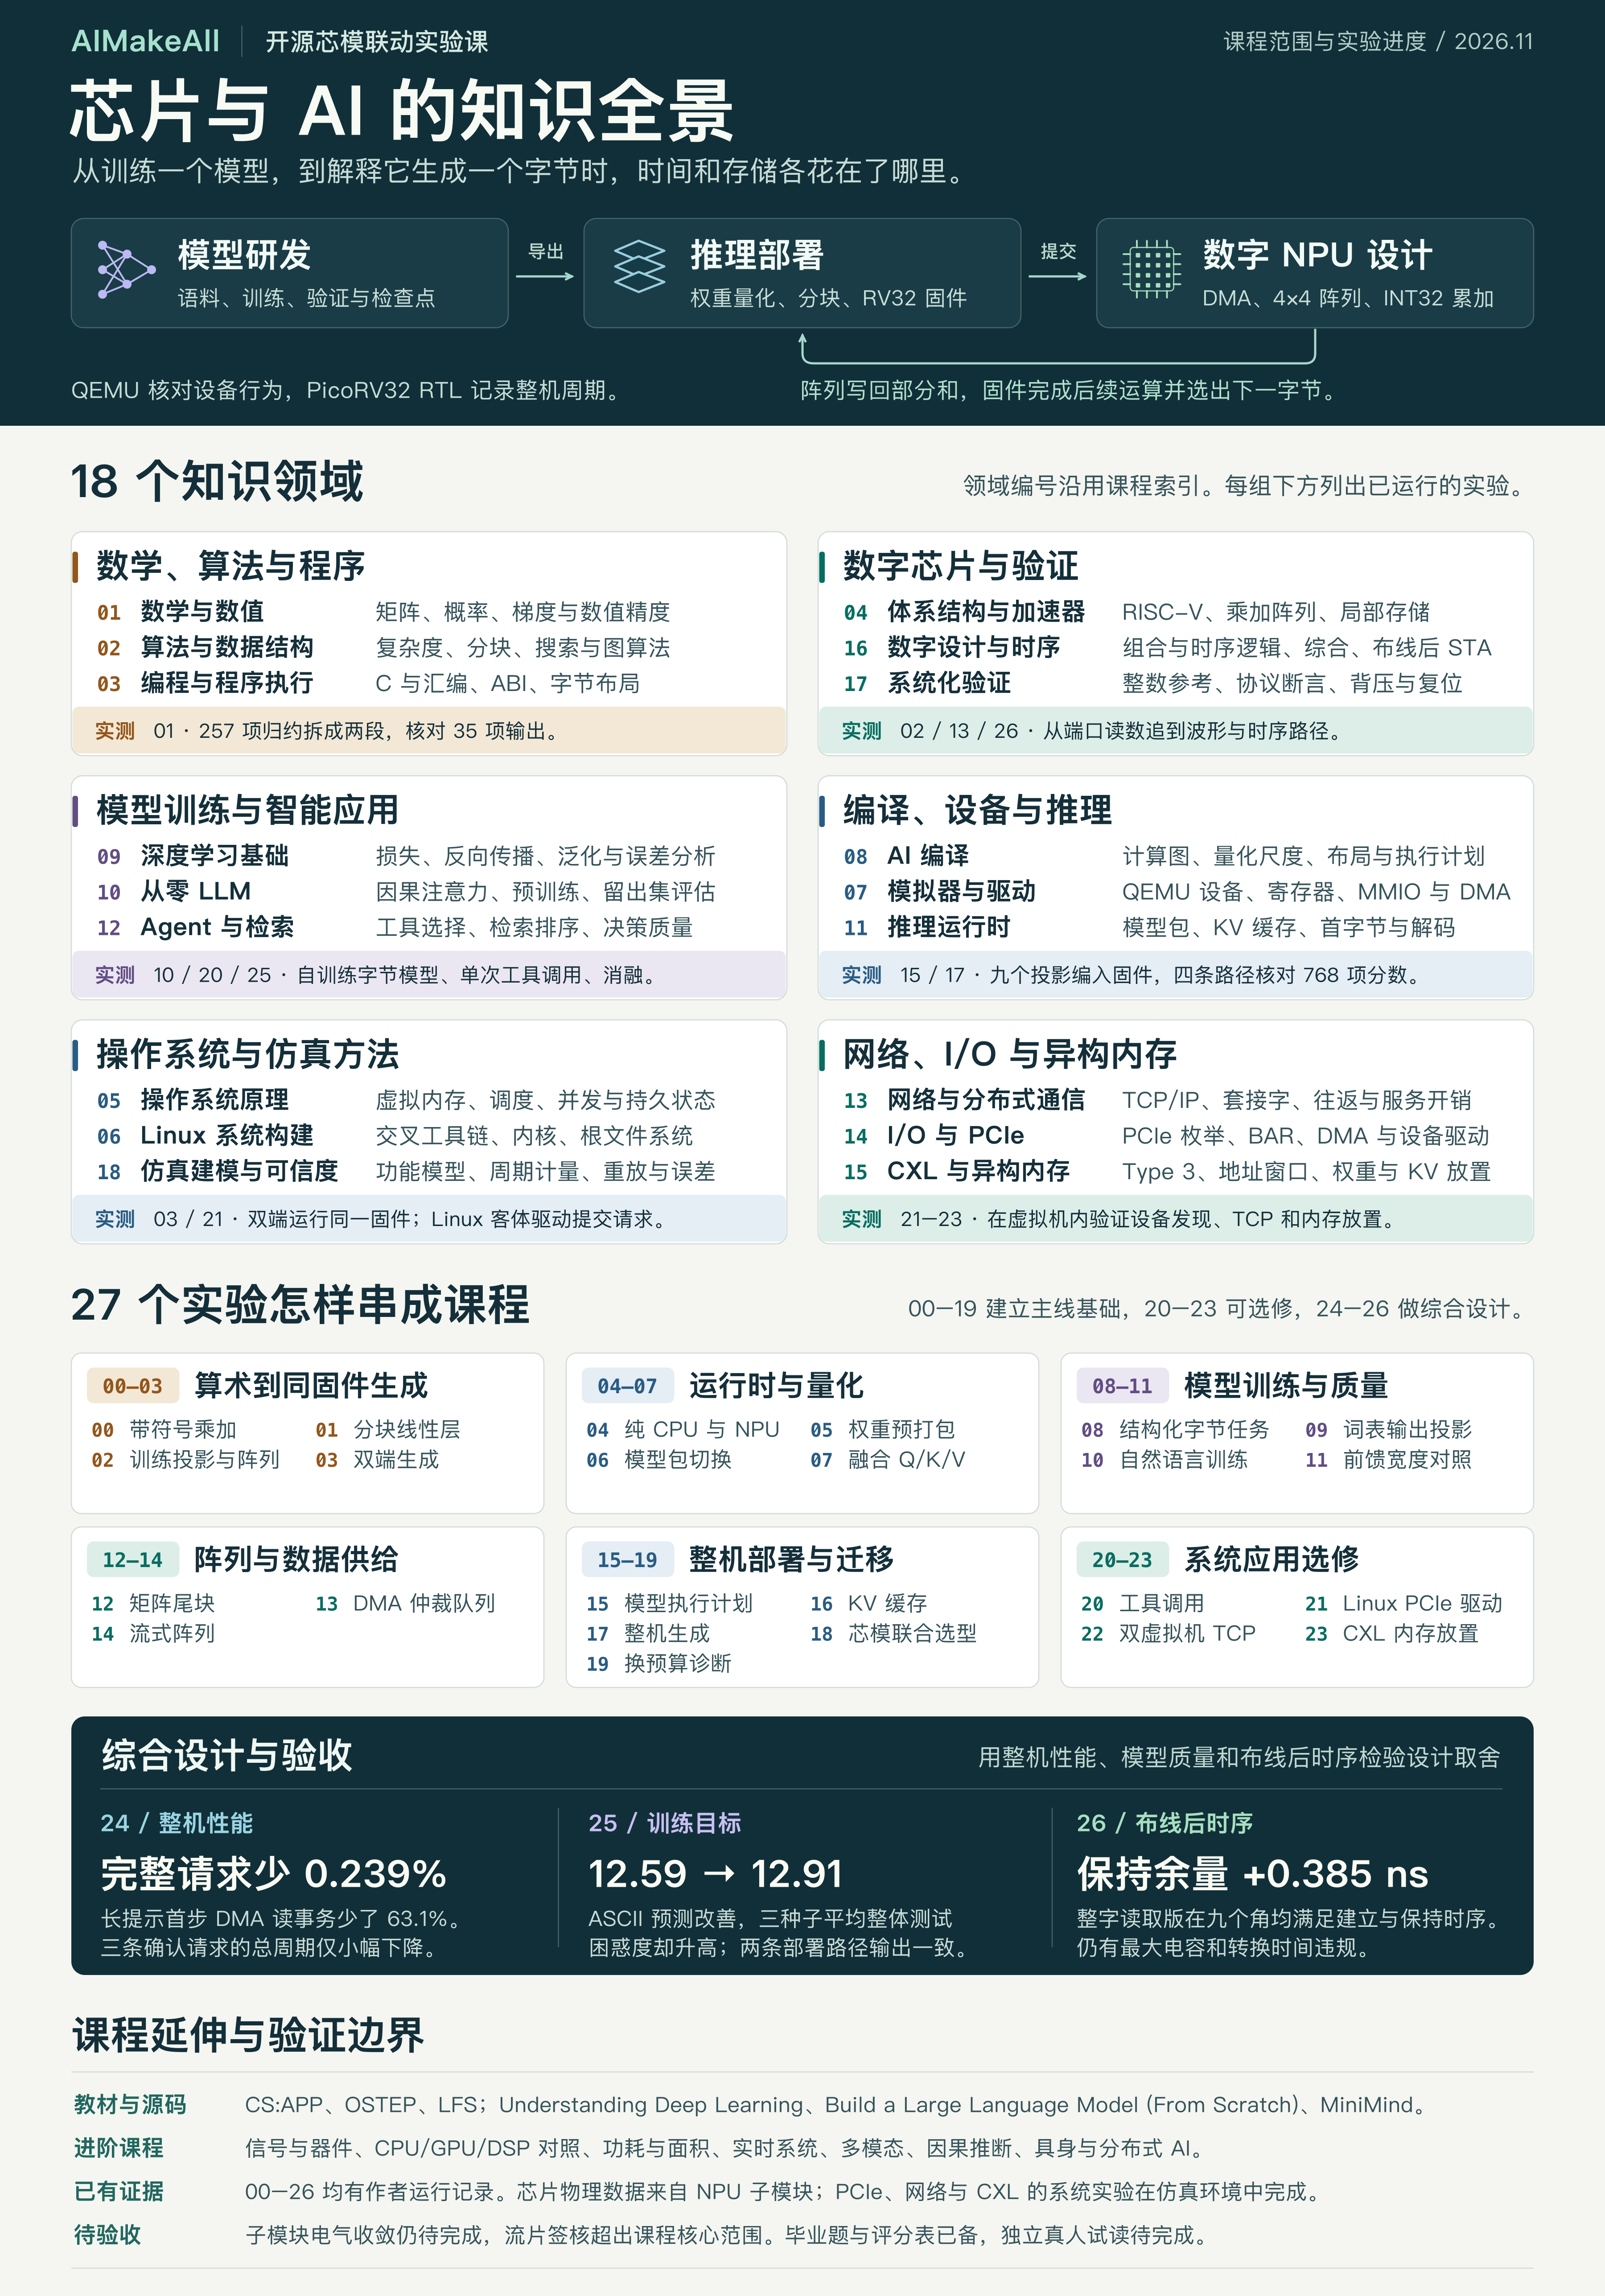 AIMakeAll
开源芯模联动实验课
课程范围与实验进度 / 2026.11
芯片与 AI 的知识全景
从训练一个模型，到解释它生成一个字节时，时间和存储各花在了哪里。
模型研发
语料、训练、验证与检查点
导出
推理部署
权重量化、分块、RV32 固件
提交
数字 NPU 设计
DMA、4×4 阵列、INT32 累加
QEMU 核对设备行为，PicoRV32 RTL 记录整机周期。
阵列写回部分和，固件完成后续运算并选出下一字节。
18 个知识领域
领域编号沿用课程索引。每组下方列出已运行的实验。
数学、算法与程序
01 数学与数值 矩阵、概率、梯度与数值精度
02 算法与数据结构 复杂度、分块、搜索与图算法
03 编程与程序执行 C 与汇编、ABI、字节布局
实测 01 · 257 项归约拆成两段，核对 35 项输出。
数字芯片与验证
04 体系结构与加速器 RISC–V、乘加阵列、局部存储
16 数字设计与时序 组合与时序逻辑、综合、布线后 STA
17 系统化验证 整数参考、协议断言、背压与复位
实测 02 / 13 / 26 · 从端口读数追到波形与时序路径。
模型训练与智能应用
09 深度学习基础 损失、反向传播、泛化与误差分析
10 从零 LLM 因果注意力、预训练、留出集评估
12 Agent 与检索 工具选择、检索排序、决策质量
实测 10 / 20 / 25 · 自训练字节模型、单次工具调用、消融。
编译、设备与推理
08 AI 编译 计算图、量化尺度、布局与执行计划
07 模拟器与驱动 QEMU 设备、寄存器、MMIO 与 DMA
11 推理运行时 模型包、KV 缓存、首字节与解码
实测 15 / 17 · 九个投影编入固件，四条路径核对 768 项分数。
操作系统与仿真方法
05 操作系统原理 虚拟内存、调度、并发与持久状态
06 Linux 系统构建 交叉工具链、内核、根文件系统
18 仿真建模与可信度 功能模型、周期计量、重放与误差
实测 03 / 21 · 双端运行同一固件；Linux 客体驱动提交请求。
网络、I/O 与异构内存
13 网络与分布式通信 TCP/IP、套接字、往返与服务开销
14 I/O 与 PCIe PCIe 枚举、BAR、DMA 与设备驱动
15 CXL 与异构内存 Type 3、地址窗口、权重与 KV 放置
实测 21—23 · 在虚拟机内验证设备发现、TCP 和内存放置。
27 个实验怎样串成课程
00—19 建立主线基础，20—23 可选修，24—26 做综合设计。
00—03 算术到同固件生成
00 带符号乘加 01 分块线性层
02 训练投影与阵列 03 双端生成
04—07 运行时与量化
04 纯 CPU 与 NPU 05 权重预打包
06 模型包切换 07 融合 Q/K/V
08—11 模型训练与质量
08 结构化字节任务 09 词表输出投影
10 自然语言训练 11 前馈宽度对照
12—14 阵列与数据供给
12 矩阵尾块 13 DMA 仲裁队列
14 流式阵列
15—19 整机部署与迁移
15 模型执行计划 16 KV 缓存
17 整机生成 18 芯模联合选型
19 换预算诊断
20—23 系统应用选修
20 工具调用 21 Linux PCIe 驱动
22 双虚拟机 TCP 23 CXL 内存放置
综合设计与验收
用整机性能、模型质量和布线后时序检验设计取舍
24 / 整机性能
完整请求少 0.239%
长提示首步 DMA 读事务少了 63.1%。
三条确认请求的总周期仅小幅下降。
25 / 训练目标
12.59 → 12.91
ASCII 预测改善，三种子平均整体测试
困惑度却升高；两条部署路径输出一致。
26 / 布线后时序
保持余量 +0.385 ns
整字读取版在九个角均满足建立与保持时序。
仍有最大电容和转换时间违规。
课程延伸与验证边界
教材与源码 CS:APP、OSTEP、LFS；Understanding Deep Learning、Build a Large Language Model (From Scratch)、MiniMind。
进阶课程 信号与器件、CPU/GPU/DSP 对照、功耗与面积、实时系统、多模态、因果推断、具身与分布式 AI。
已有证据 00—26 均有作者运行记录。芯片物理数据来自 NPU 子模块；PCIe、网络与 CXL 的系统实验在仿真环境中完成。
待验收 子模块电气收敛仍待完成，流片签核超出课程核心范围。毕业题与评分表已备，独立真人试读待完成。